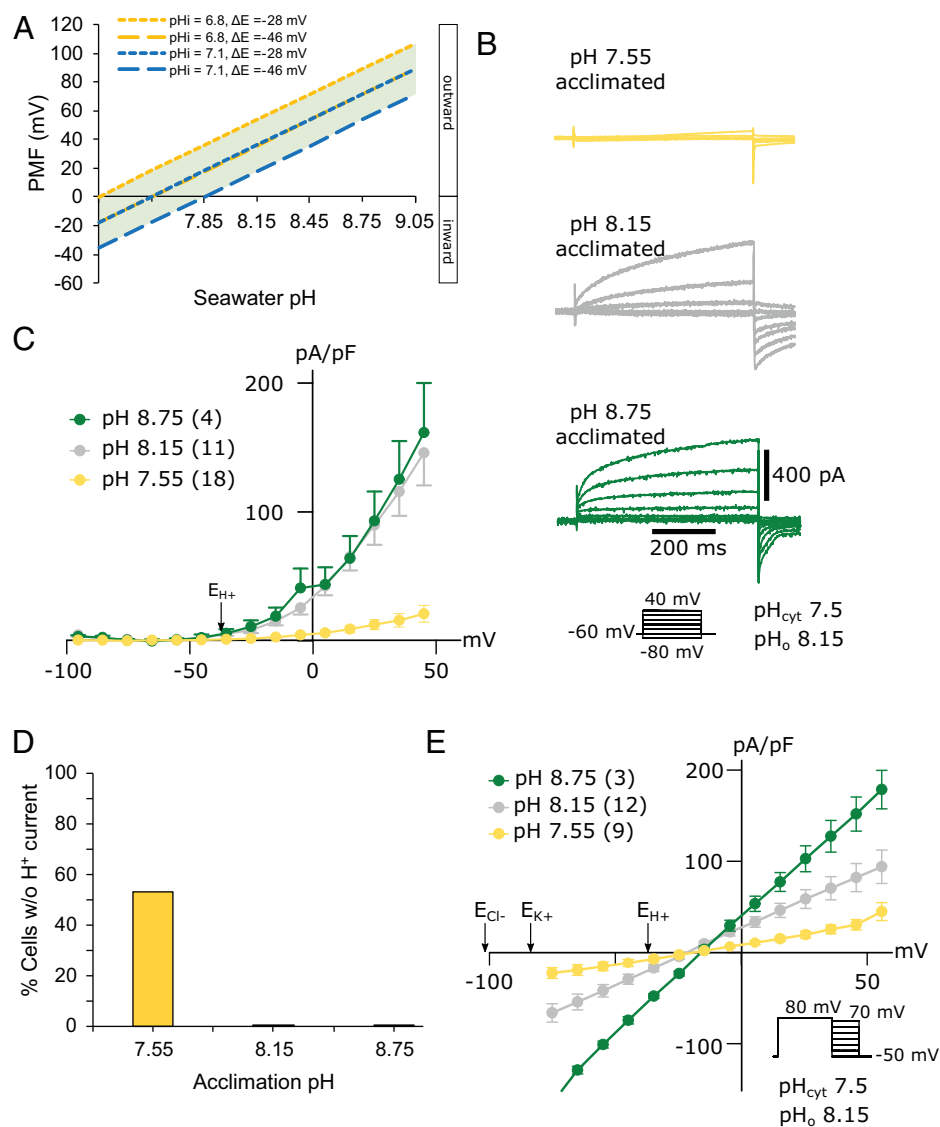 A
120
100
80
60
40
20
0
-20
-40
-60
PMF (mV)
pHi = 6.8, ΔE=-28 mV
pHi = 6.8, ΔE=-46 mV
pHi = 7.1, ΔE=-28 mV
pHi = 7.1, ΔE=-46 mV
7.85 8.15 8.45 8.75 9.05
Seawater pH
outward
inward
B
pH 7.55
acclimated
pH 8.15
acclimated
pH 8.75
acclimated
400 pA
200 ms
40 mV
-60 mV
-80 mV
pHcyt 7.5
pHo 8.15
C
pA/pF
200
100
pH 8.75 (4)
pH 8.15 (11)
pH 7.55 (18)
EH+
mV
-100 -50 0 50
D
100
80
60
40
20
0
% Cells w/o H+ current
7.55 8.15 8.75
Acclimation pH
E
pA/pF
200
100
-100
pH 8.75 (3)
pH 8.15 (12)
pH 7.55 (9)
ECl- EK+ EH+
mV
-100 50
80 mV 70 mV
-50 mV
pHcyt 7.5
pHo 8.15